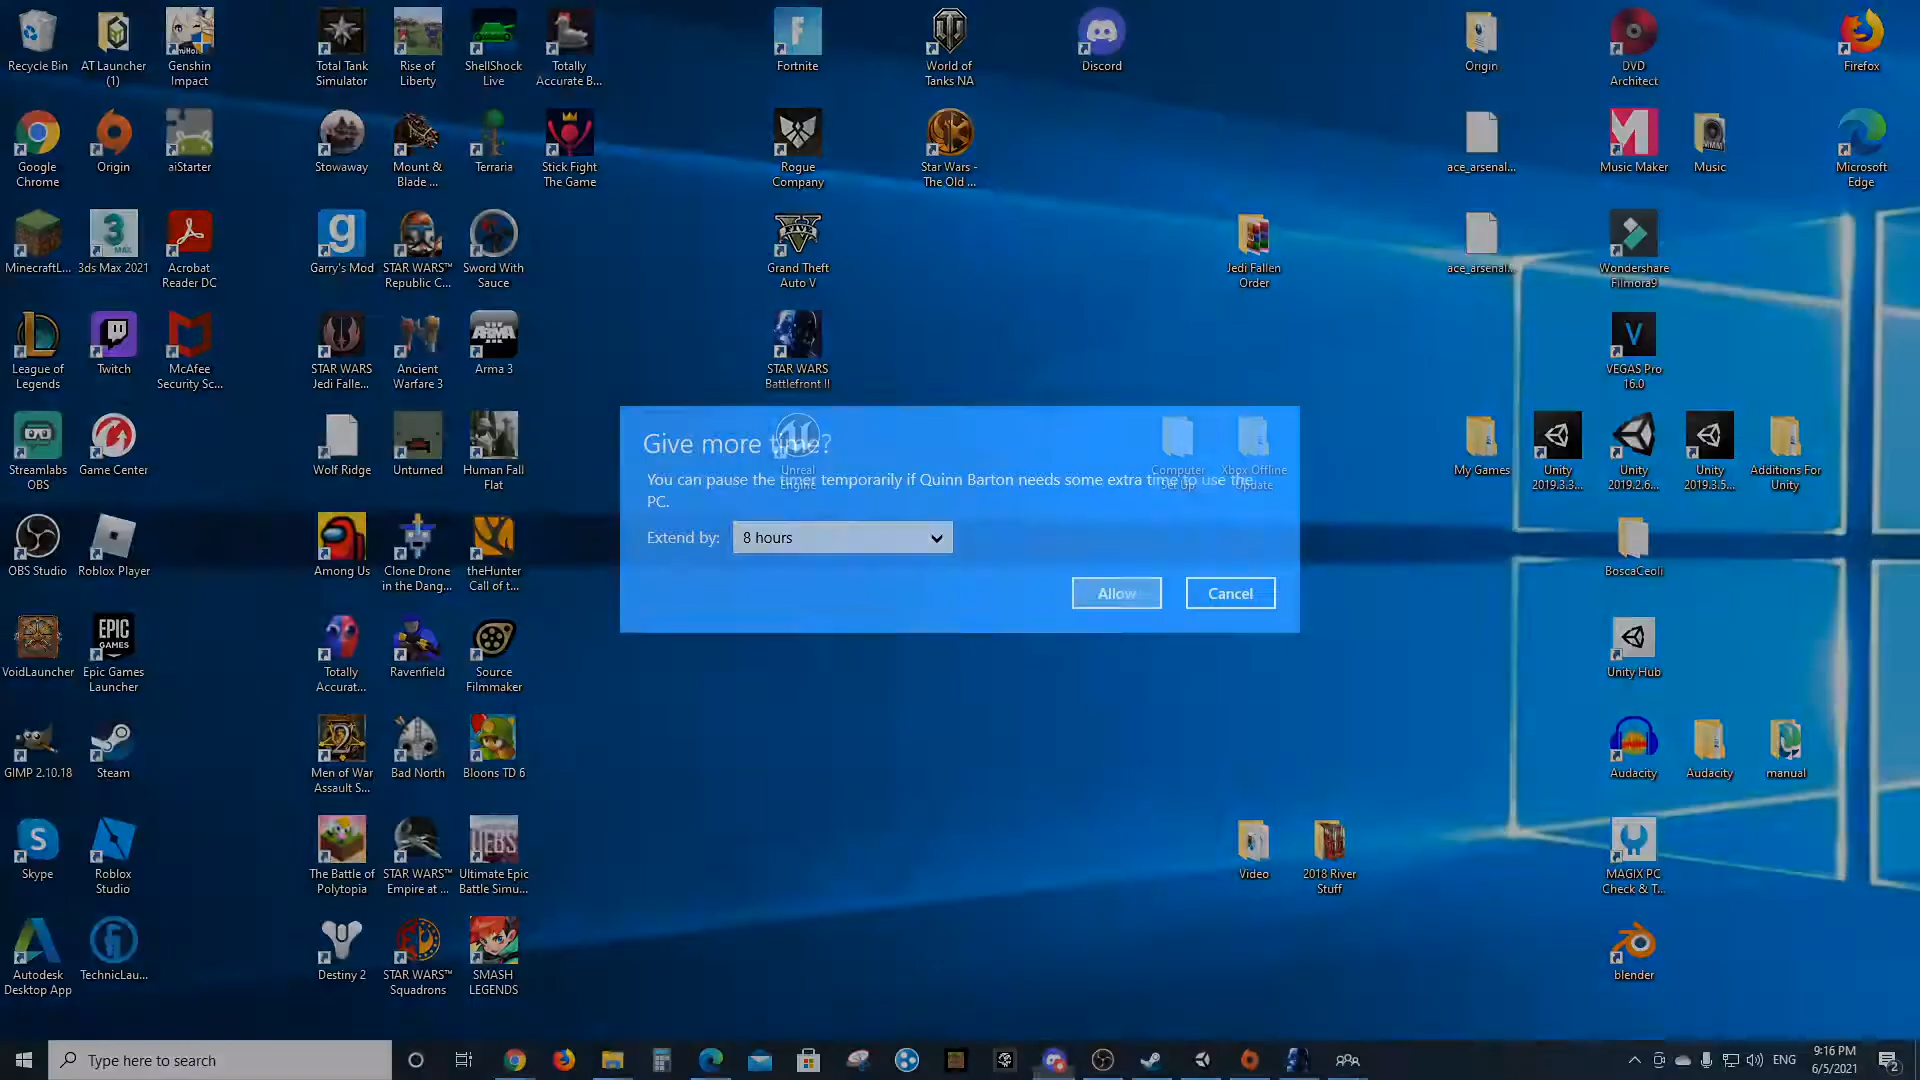 Recycle Bin
AT Launcher
(1)
Genshin
Impact
Total Tank
Simulator
Rise of
Liberty
ShellShock
Live
Totally
Accurate B...
Fortnite
World of
Tanks NA
Discord
Origin
DVD
Architect
Firefox
Google
Chrome
Origin
aiStarter
Stowaway
Mount &
Blade ...
Terraria
Stick Fight
The Game
Rogue
Company
Star Wars -
The Old ...
ace_arsenal...
Music Maker
Music
Microsoft
Edge
MinecraftL...
3ds Max 2021
Acrobat
Reader DC
Garry's Mod
STAR WARS™
Republic C...
Sword With
Sauce
Grand Theft
Auto V
Jedi Fallen
Order
ace_arsenal...
Wondershare
Filmora9
League of
Legends
Twitch
McAfee
Security Sc...
STAR WARS
Jedi Falle...
Ancient
Warfare 3
Arma 3
STAR WARS
Battlefront II
VEGAS Pro
16.0
Streamlabs
OBS
Game Center
Wolf Ridge
Unturned
Human Fall
Flat
Unreal
Engine
Computer
Set Up
Xbox Offline
Update
My Games
Unity
2019.3.3...
Unity
2019.2.6...
Unity
2019.3.5...
Additions For
Unity
Give more time?
You can pause the timer temporarily if Quinn Barton needs some extra time to use the
PC.
Extend by: 8 hours
Allow Cancel
OBS Studio
Roblox Player
Among Us
Clone Drone
in the Dang...
theHunter
Call of t...
BoscaCeoil
VoidLauncher
EPIC
GAMES
Epic Games
Launcher
Totally
Accurat...
Ravenfield
Source
Filmmaker
Unity Hub
GIMP 2.10.18
Steam
Men of War
Assault S...
Bad North
Bloons TD 6
Audacity
Audacity
manual
Skype
Roblox
Studio
The Battle of
Polytopia
STAR WARS™
Empire at ...
UEBS
Ultimate Epic
Battle Simu...
Video
2018 River
Stuff
MAGIX PC
Check & T...
Autodesk
Desktop App
TechnicLau...
Destiny 2
STAR WARS™
Squadrons
SMASH
LEGENDS
blender
Type here to search
ENG
9:16 PM
6/5/2021
2